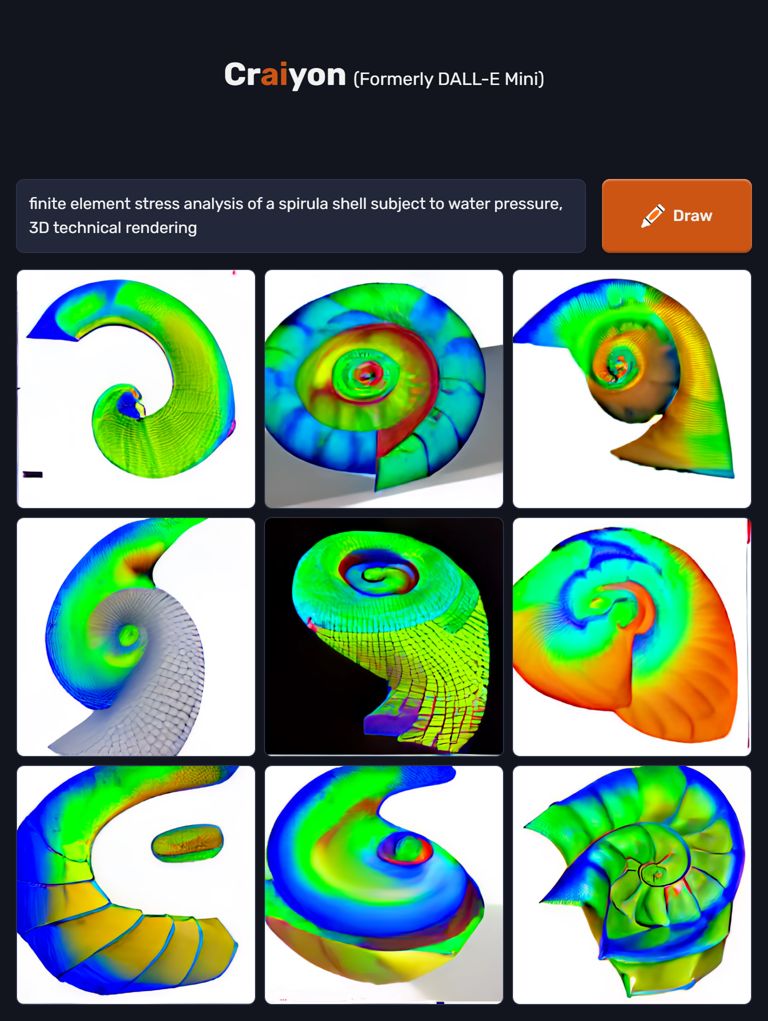 Craiyon (Formerly DALL-E Mini)
finite element stress analysis of a spirula shell subject to water pressure,
3D technical rendering
Draw